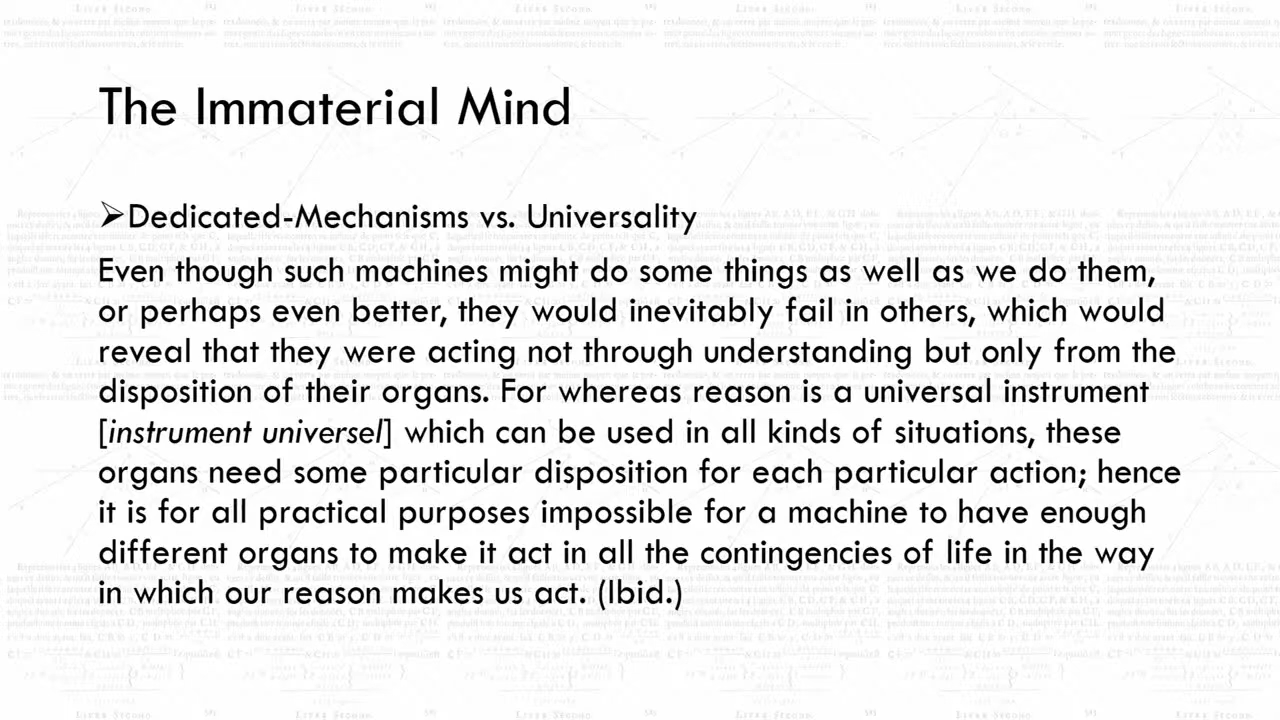 The Immaterial Mind
➢Dedicated-Mechanisms vs. Universality
Even though such machines might do some things as well as we do them,
or perhaps even better, they would inevitably fail in others, which would
reveal that they were acting not through understanding but only from the
disposition of their organs. For whereas reason is a universal instrument
[instrument universel] which can be used in all kinds of situations, these
organs need some particular disposition for each particular action; hence
it is for all practical purposes impossible for a machine to have enough
different organs to make it act in all the contingencies of life in the way
in which our reason makes us act. (Ibid.)